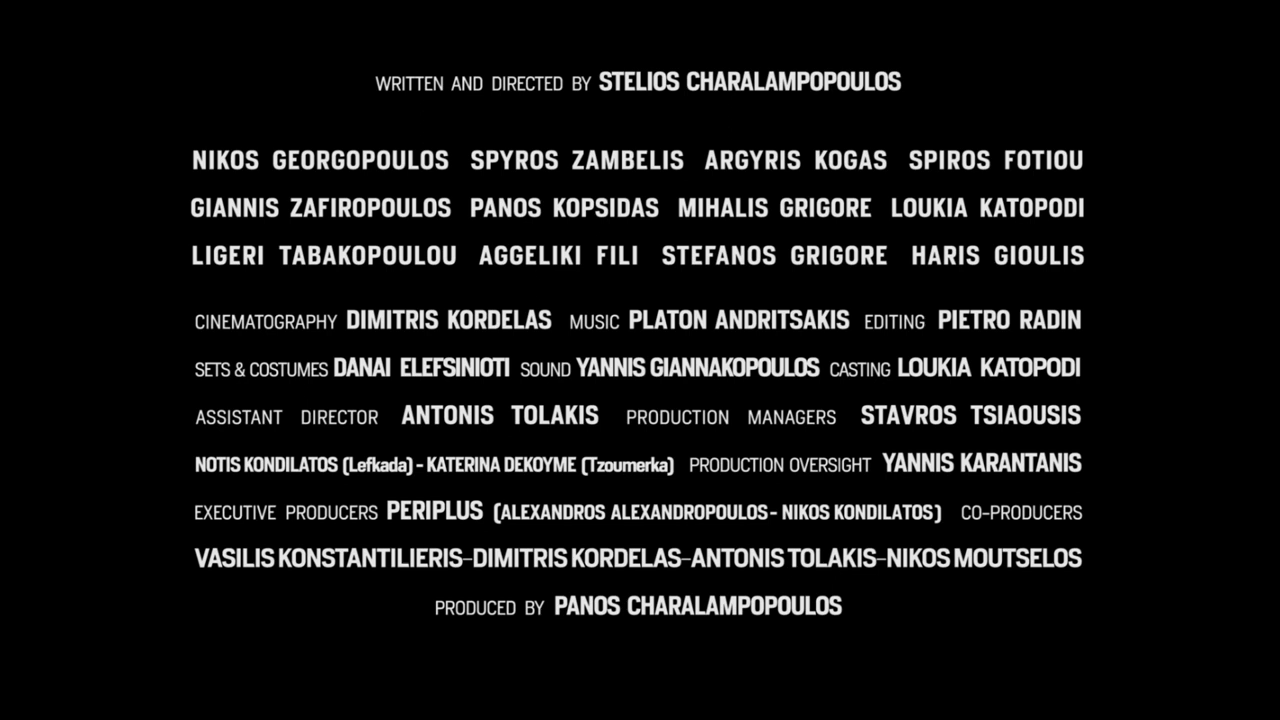 WRITTEN AND DIRECTED BY STELIOS CHARALAMPOPOULOS
NIKOS GEORGOPOULOS SPYROS ZAMBELIS ARGYRIS KOGAS SPIROS FOTIOU
GIANNIS ZAFIROPOULOS PANOS KOPSIDAS MIHALIS GRIGORE LOUKIA KATOPODI
LIGERI TABAKOPOULOU AGGELIKI FILI STEFANOS GRIGORE HARIS GIOULIS
CINEMATOGRAPHY DIMITRIS KORDELAS MUSIC PLATON ANDRITSAKIS EDITING PIETRO RADIN
SETS & COSTUMES DANAI ELEFSINIOTI SOUND YANNIS GIANNAKOPOULOS CASTING LOUKIA KATOPODI
ASSISTANT DIRECTOR ANTONIS TOLAKIS PRODUCTION MANAGERS STAVROS TSIAOUSIS
NOTIS KONDILATOS (Lefkada) - KATERINA DEKOYME (Tzoumerka) PRODUCTION OVERSIGHT YANNIS KARANTANIS
EXECUTIVE PRODUCERS PERIPLUS (ALEXANDROS ALEXANDROPOULOS - NIKOS KONDILATOS) CO-PRODUCERS
VASILIS KONSTANTILIERIS-DIMITRIS KORDELAS-ANTONIS TOLAKIS-NIKOS MOUTSELOS
PRODUCED BY PANOS CHARALAMPOPOULOS